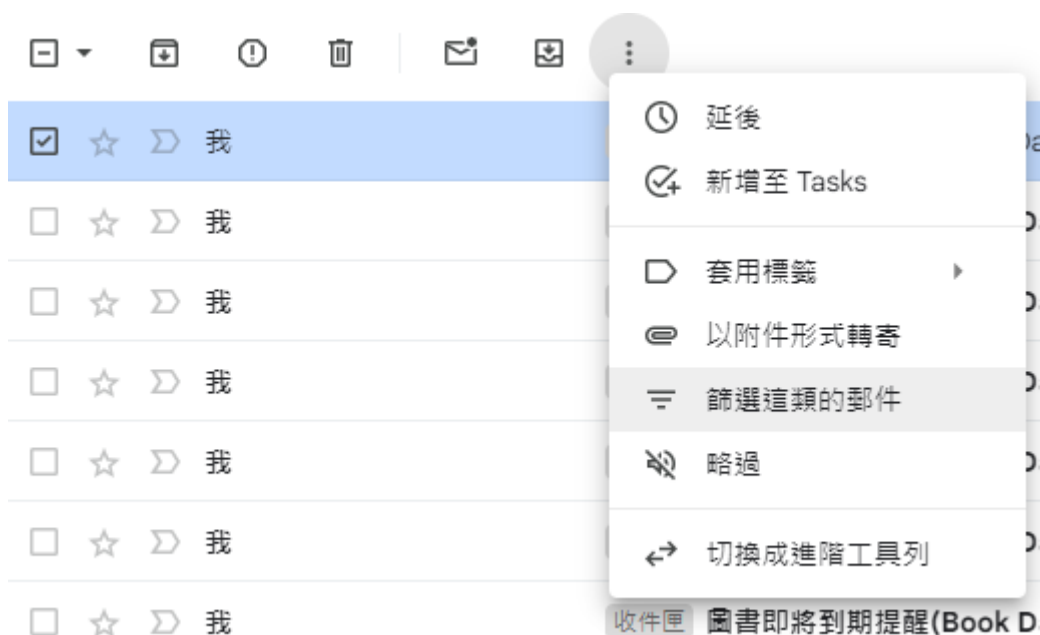 延後
我
新增至 Tasks
我
套用標籤
我
以附件形式轉寄
我
篩選這類的郵件
我
略過
我
切換成進階工具列
我 收件匣 圖書即將到期提醒(Book D